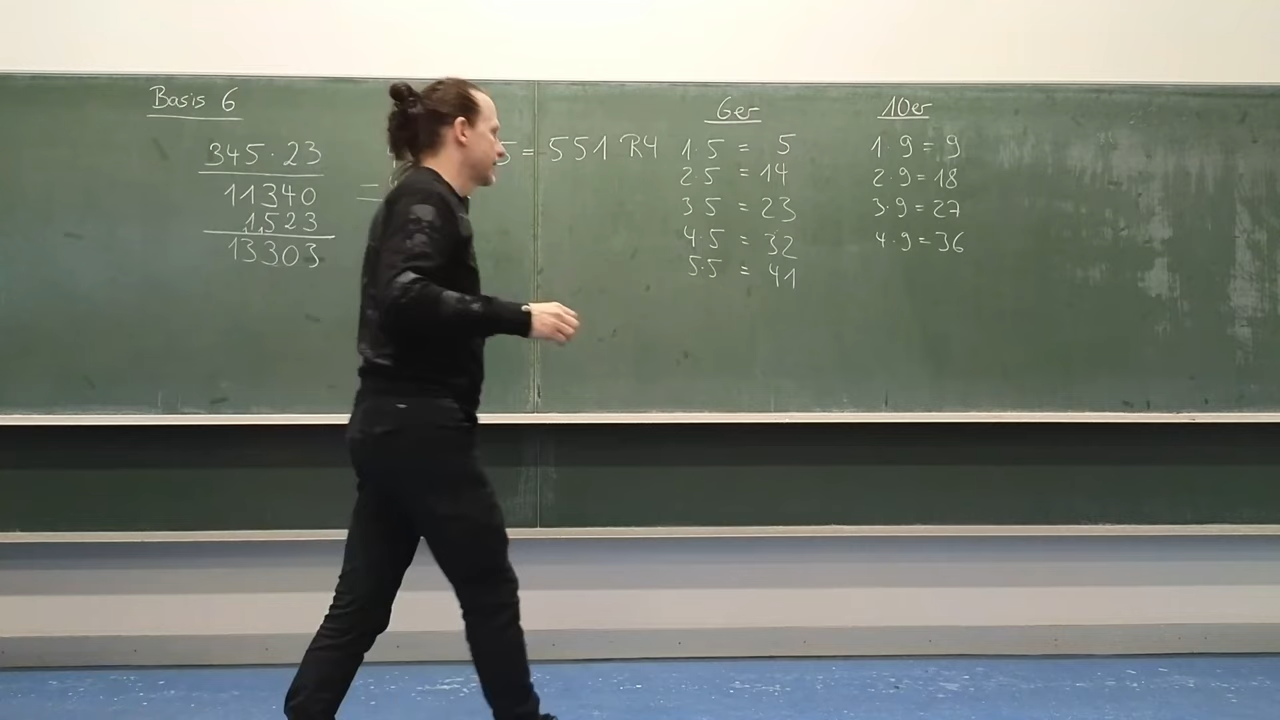 Basis 6
345·23
11340
1523
13303
5 = 551 R4
=
6er
1·5 = 5
2·5 = 14
3·5 = 23
4·5 = 32
5·5 = 41
10er
1·9 = 9
2·9 = 18
3·9 = 27
4·9 = 36